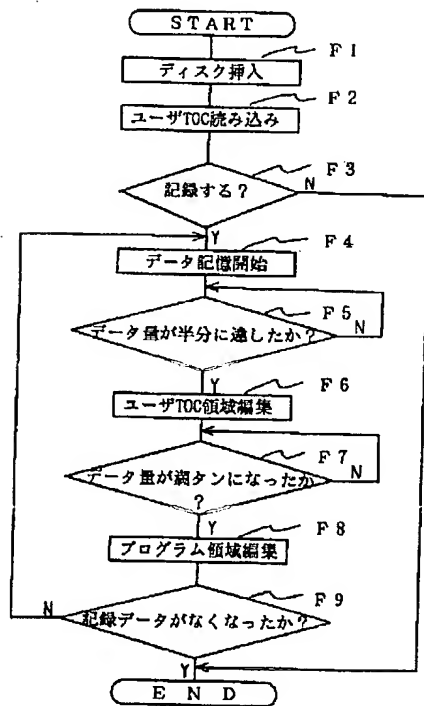 START
F1
ディスク挿入
F2
ユーザTOC読み込み
F3
記録する？
N
Y
F4
データ記憶開始
F5
データ量が半分に達したか？
N
Y
F6
ユーザTOC領域編集
F7
データ量が満タンになったか
？
N
Y
F8
プログラム領域編集
F9
記録データがなくなったか？
N
Y
END